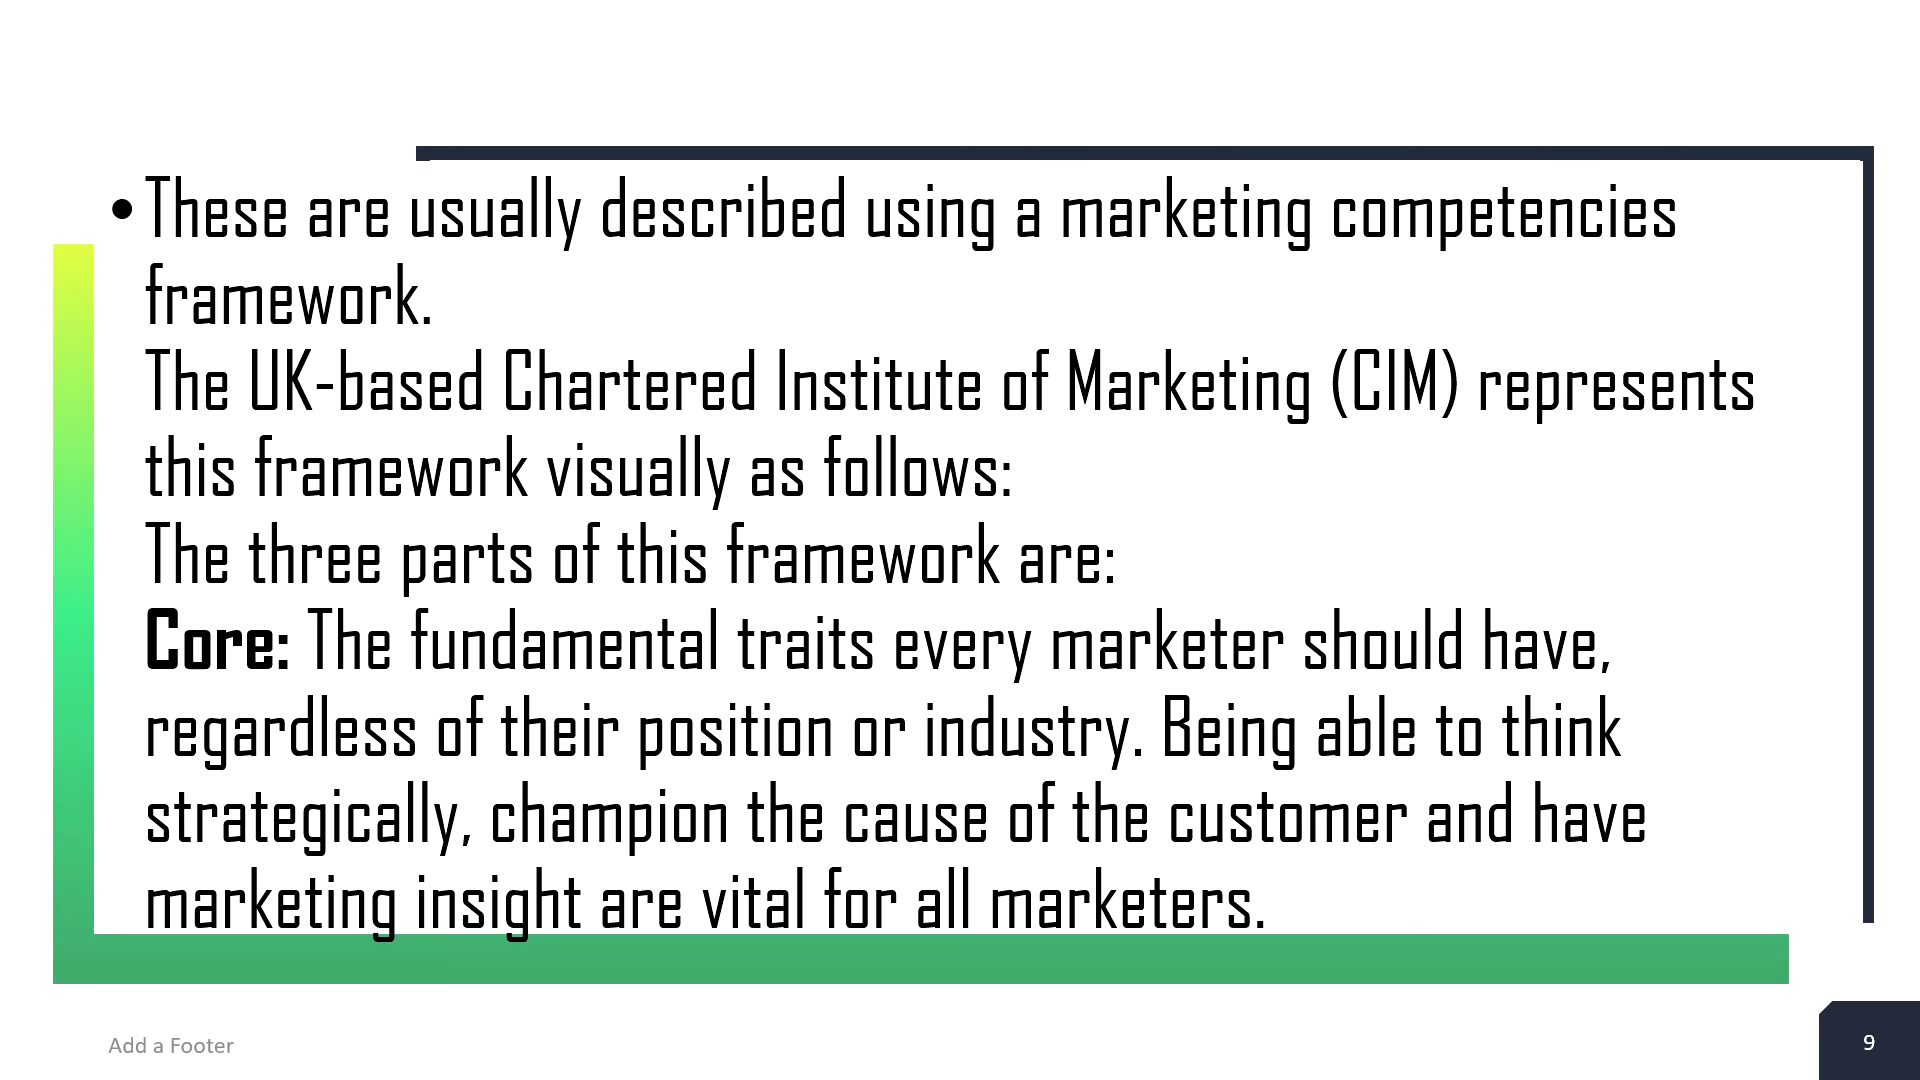 • These are usually described using a marketing competencies
framework.
The UK-based Chartered Institute of Marketing (CIM) represents
this framework visually as follows:
The three parts of this framework are:
Core: The fundamental traits every marketer should have,
regardless of their position or industry. Being able to think
strategically, champion the cause of the customer and have
marketing insight are vital for all marketers.
Add a Footer
9